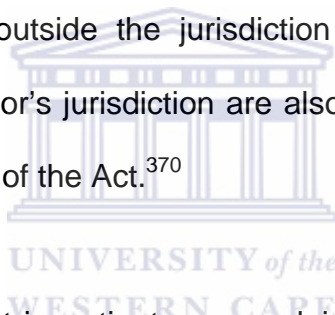 outside the jurisdiction
or's jurisdiction are also
of the Act.370
UNIVERSITY of the
WESTERN CAPE